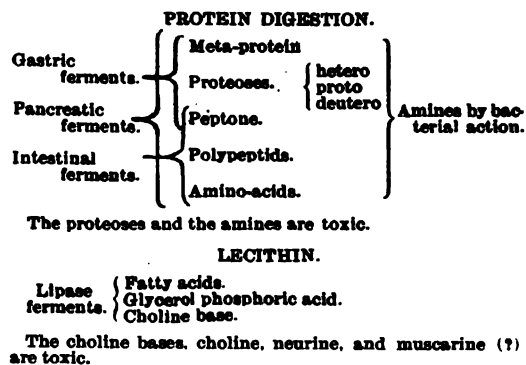 PROTEIN DIGESTION.
Gastric
ferments.
Pancreatic
ferments.
Intestinal
ferments.
Meta-protein
Proteoses.
hetero
proto
deutero
Peptone.
Polypeptids.
Amino-acids.
Amines by bac-
terial action.
The proteoses and the amines are toxic.
LECITHIN.
Lipase
ferments.
Fatty acids.
Glycerol phosphoric acid.
Choline base.
The choline bases, choline, neurine, and muscarine (?)
are toxic.